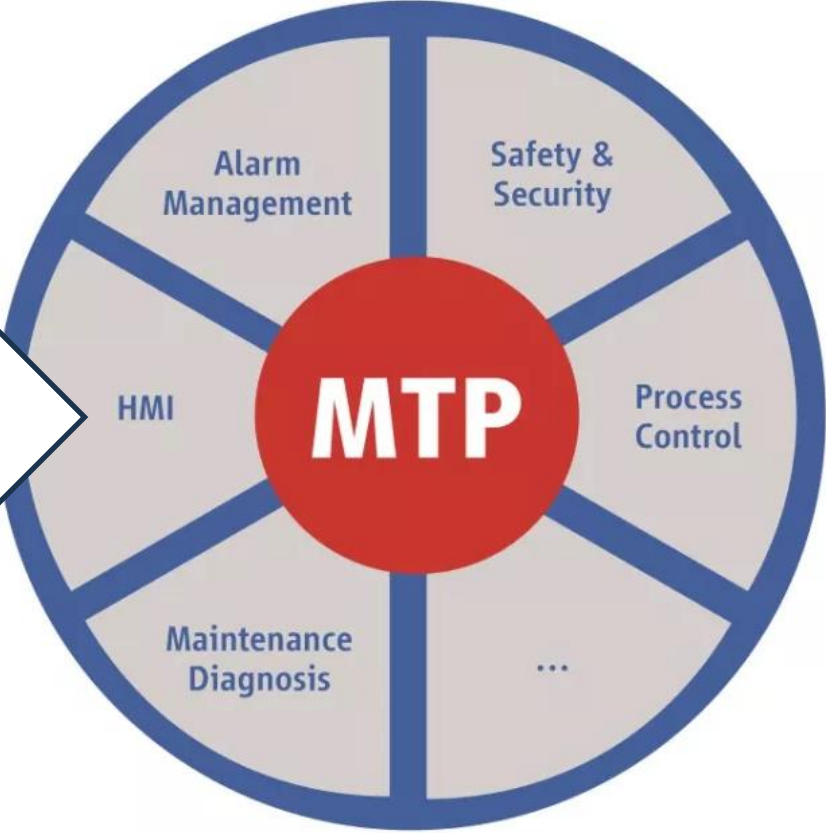 Alarm
Management
Safety &
Security
HMI
MTP
Process
Control
Maintenance
Diagnosis
...